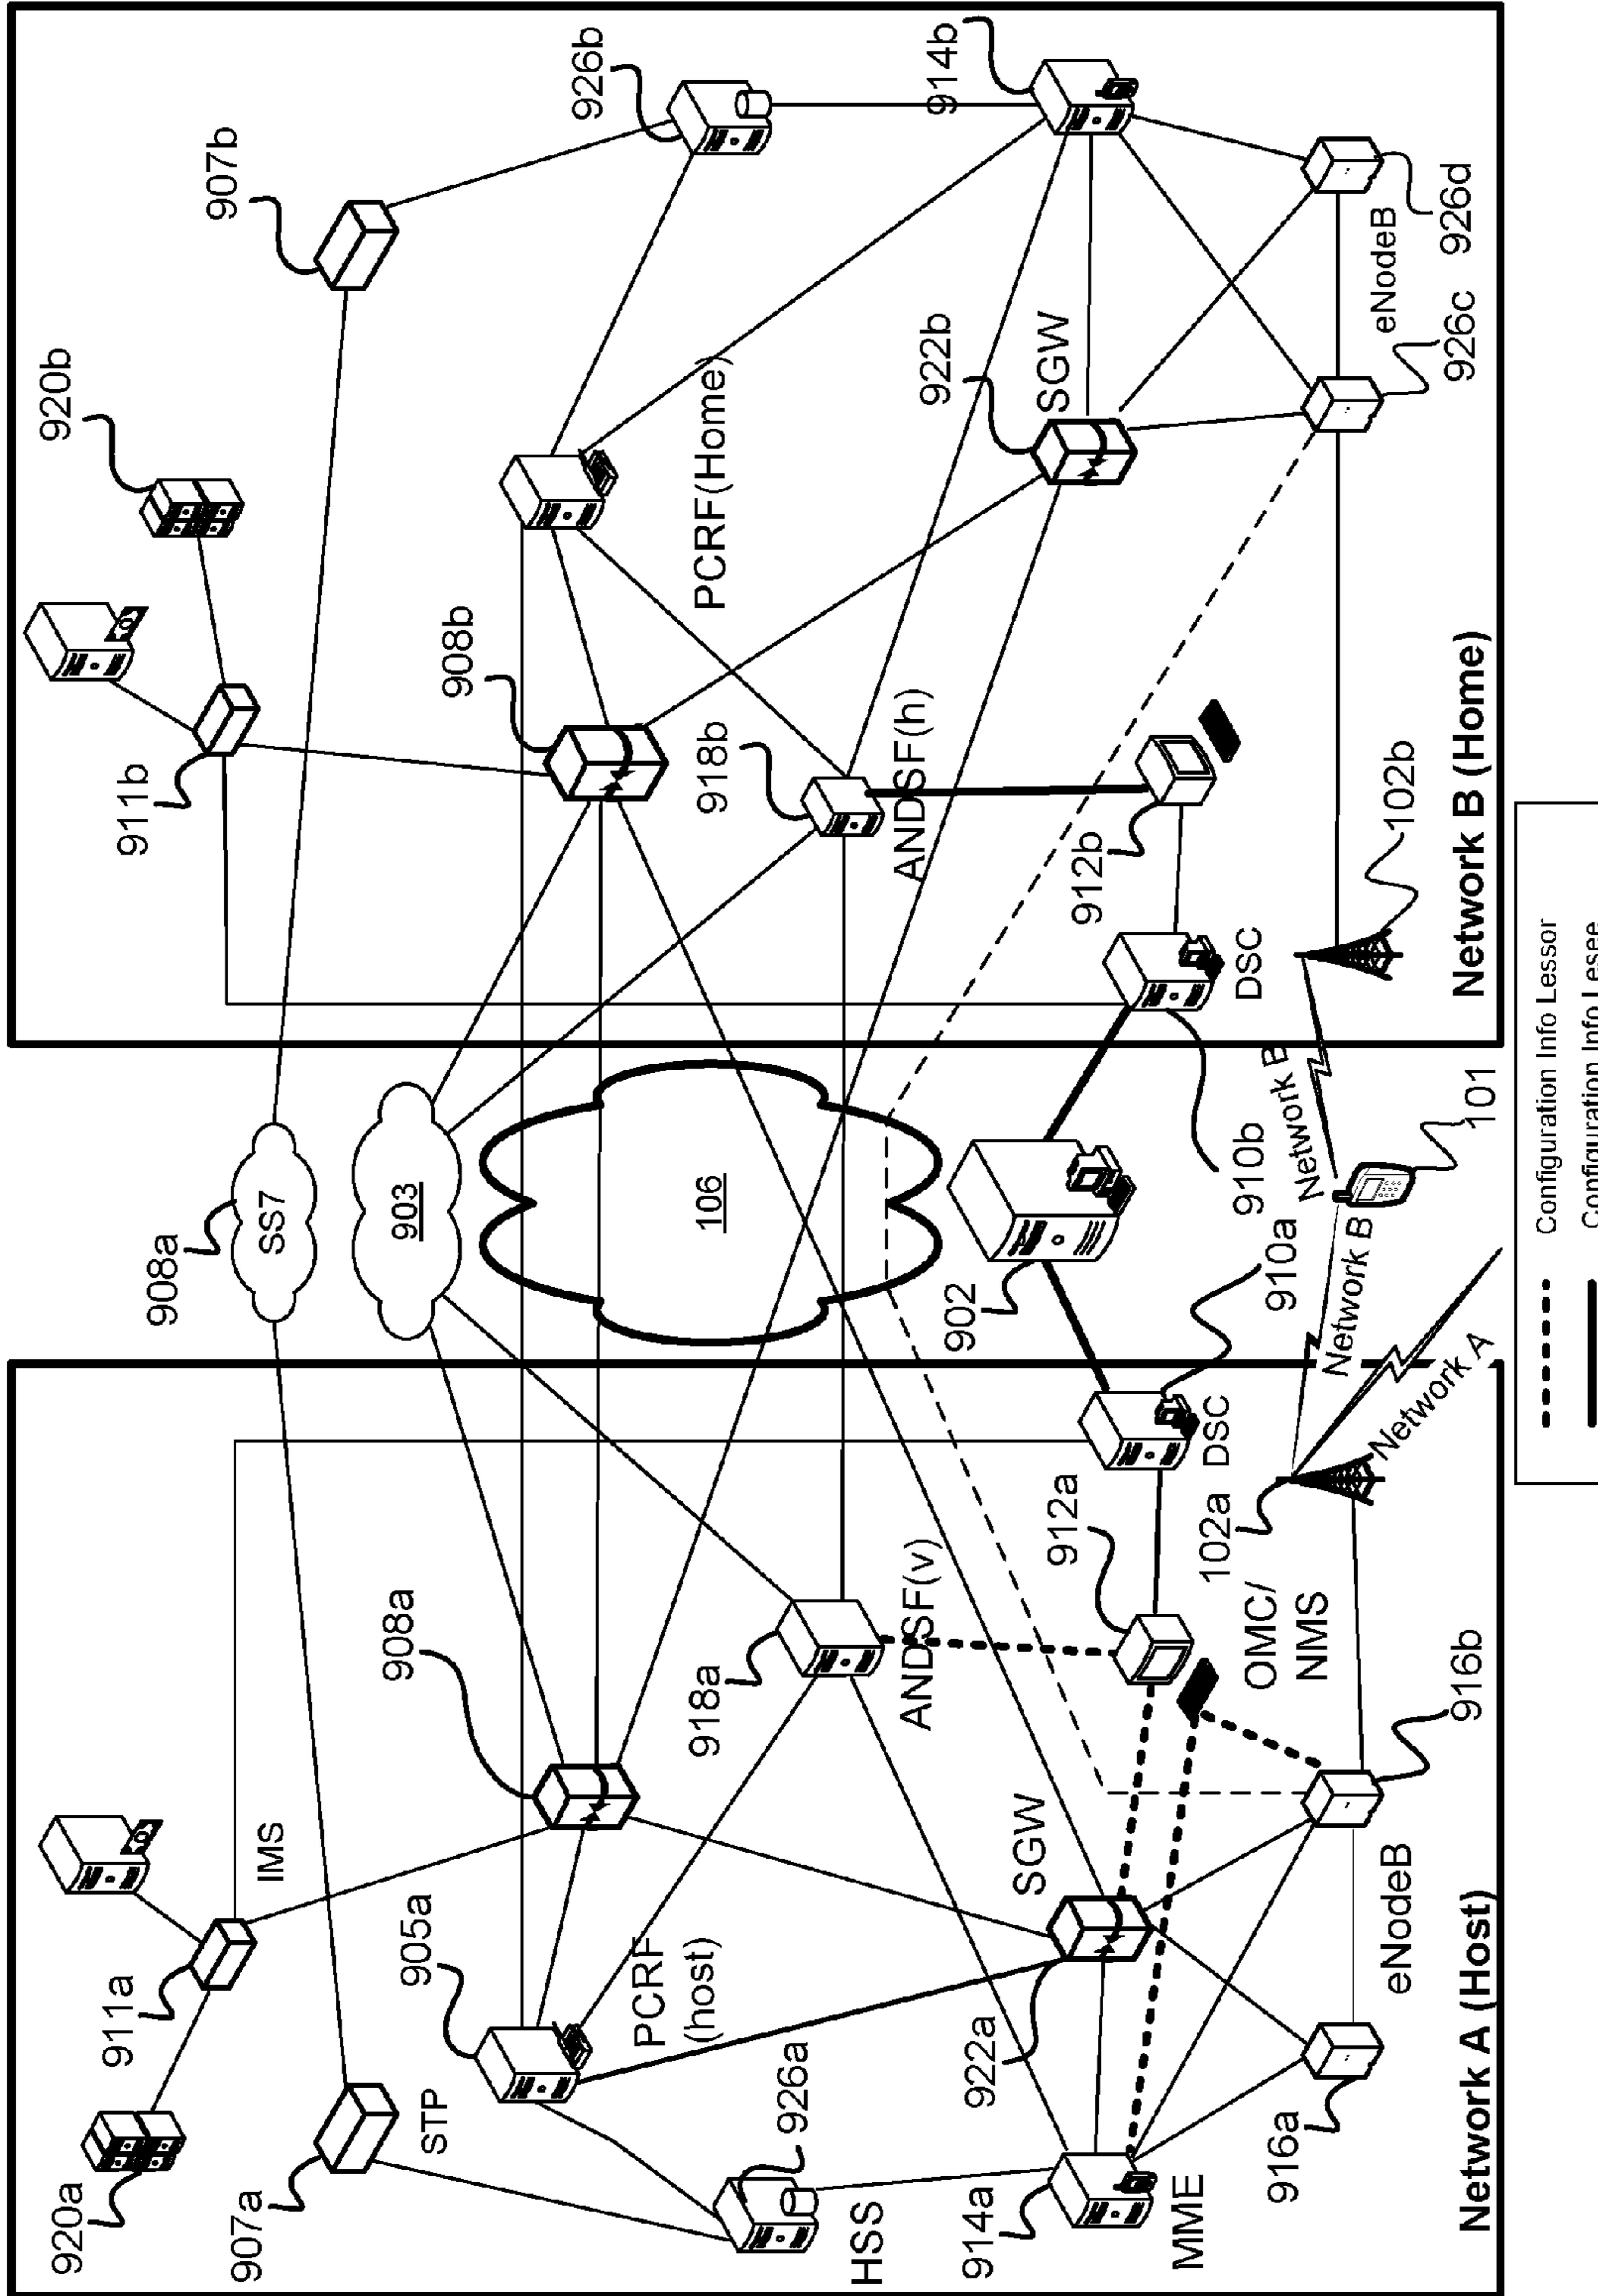 920a
911a
IMS
907a
STP
905a
PCRF
(host)
908a
926a
HSS
918a
ANDSF(v)
922a
SGW
914a
MME
912a
OMC/
NMS
916a
916b
eNodeB
102a
DSC
910a
Network A (Host)
908a
SS7
903
106
902
910b
Network A
Network B
Network B
101
920b
911b
907b
908b
926b
PCRF(Home)
918b
ANDSF(h)
922b
SGW
914b
912b
DSC
102b
926c
926d
eNodeB
Network B (Home)
Configuration Info Lessor
Configuration Info Lesee